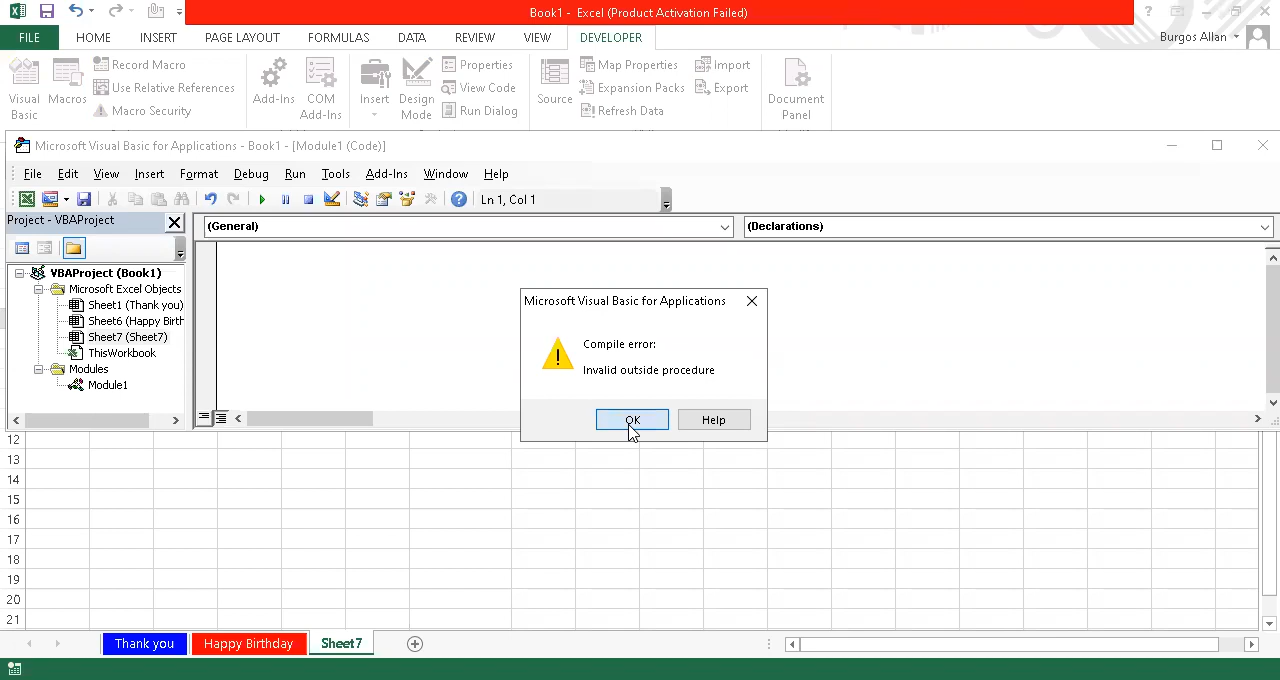 Book1 - Excel (Product Activation Failed)
?
FILE HOME INSERT PAGE LAYOUT FORMULAS DATA REVIEW VIEW DEVELOPER Burgos Allan
Record Macro
Use Relative References
Macro Security
Visual Basic
Macros
Add-Ins
COM Add-Ins
Insert
Design Mode
Properties
View Code
Run Dialog
Source
Map Properties
Expansion Packs
Refresh Data
Import
Export
Document Panel
Microsoft Visual Basic for Applications - Book1 - [Module1 (Code)]
File Edit View Insert Format Debug Run Tools Add-Ins Window Help
Ln 1, Col 1
Project - VBAProject
(General) (Declarations)
VBAProject (Book1)
Microsoft Excel Objects
Sheet1 (Thank you)
Sheet6 (Happy Birth
Sheet7 (Sheet7)
ThisWorkbook
Modules
Module1
Microsoft Visual Basic for Applications
Compile error:
Invalid outside procedure
OK Help
12
13
14
15
16
17
18
19
20
21
Thank you Happy Birthday Sheet7